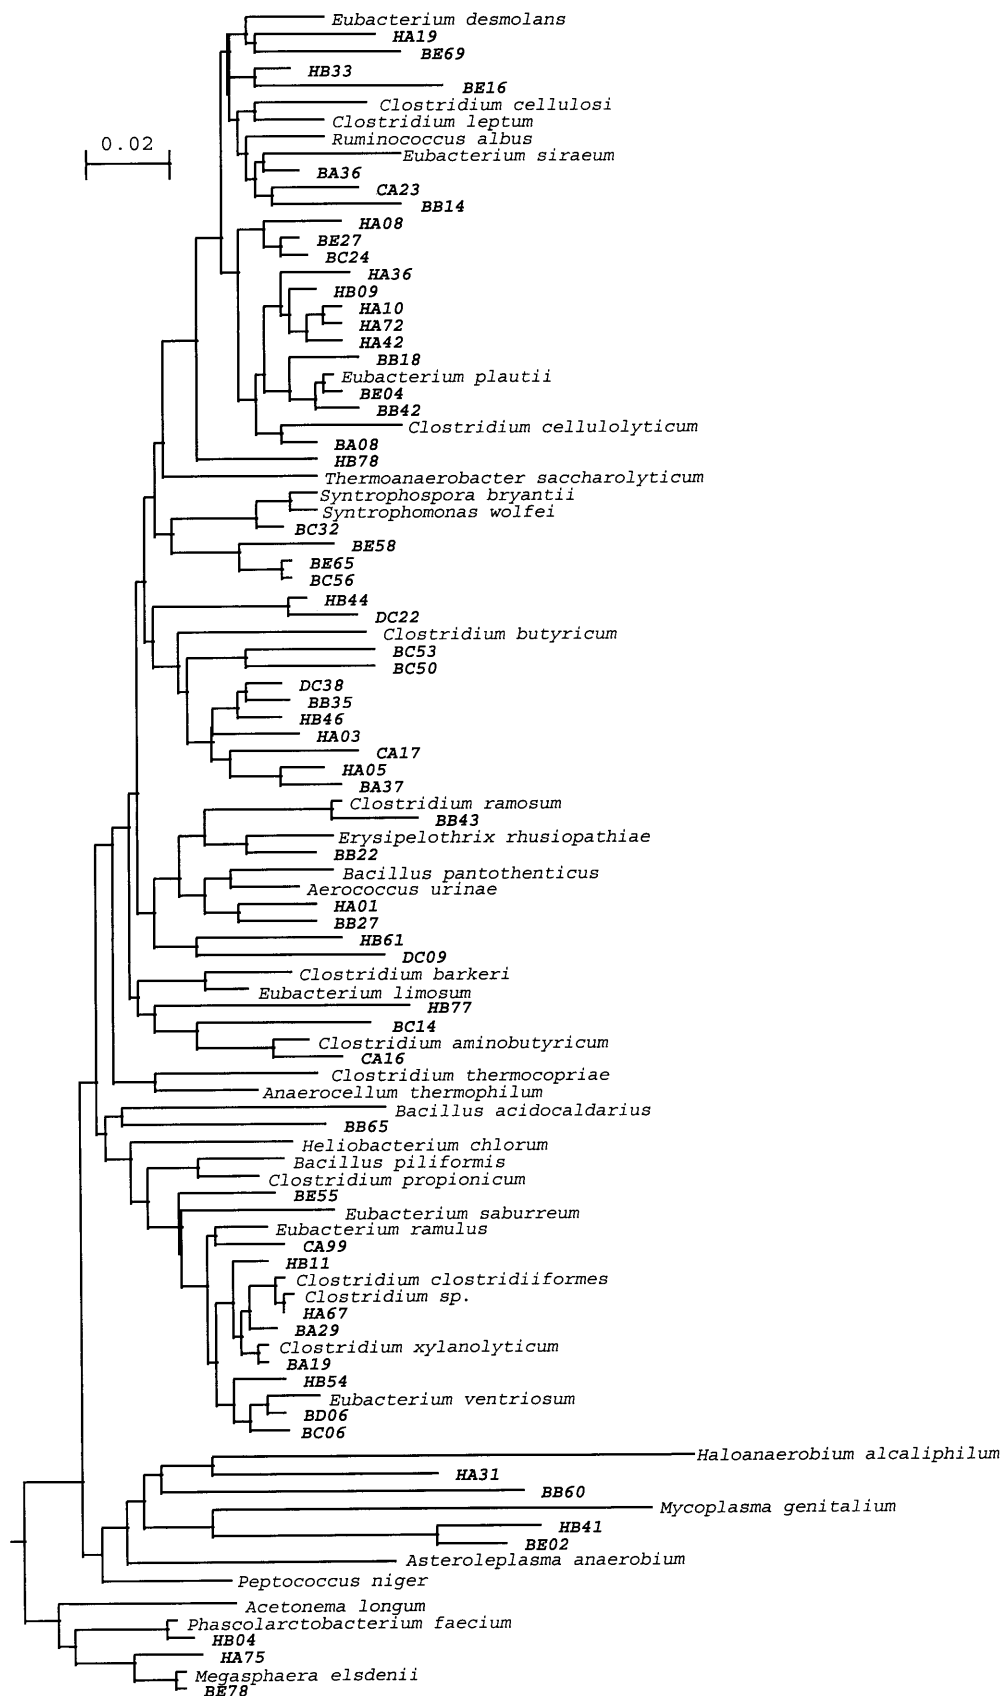 Eubacterium desmolans
HA19
BE69
HB33
BE16
Clostridium cellulosi
Clostridium leptum
0.02
Ruminococcus albus
Eubacterium siraeum
BA36
CA23
BB14
HA08
BE27
BC24
HA36
HB09
HA10
HA72
HA42
BB18
Eubacterium plautii
BE04
BB42
Clostridium cellulolyticum
BA08
HB78
Thermoanaerobacter saccharolyticum
Syntrophospora bryantii
Syntrophomonas wolfei
BC32
BE58
BE65
BC56
HB44
DC22
Clostridium butyricum
BC53
BC50
DC38
BB35
HB46
HA03
CA17
HA05
BA37
Clostridium ramosum
BB43
Erysipelothrix rhusiopathiae
BB22
Bacillus pantothenticus
Aerococcus urinae
HA01
BB27
HB61
DC09
Clostridium barkeri
Eubacterium limosum
HB77
BC14
Clostridium aminobutyricum
CA16
Clostridium thermocopriae
Anaerocellum thermophilum
Bacillus acidocaldarius
BB65
Heliobacterium chlorum
Bacillus piliformis
Clostridium propionicum
BE55
Eubacterium saburreum
Eubacterium ramulus
CA99
HB11
Clostridium clostridiiformes
Clostridium sp.
HA67
BA29
Clostridium xylanolyticum
BA19
HB54
Eubacterium ventriosum
BD06
BC06
Haloanaerobium alcaliphilum
HA31
BB60
Mycoplasma genitalium
HB41
BE02
Asteroleplasma anaerobium
Peptococcus niger
Acetonema longum
Phascolarctobacterium faecium
HB04
HA75
Megasphaera elsdenii
BE78